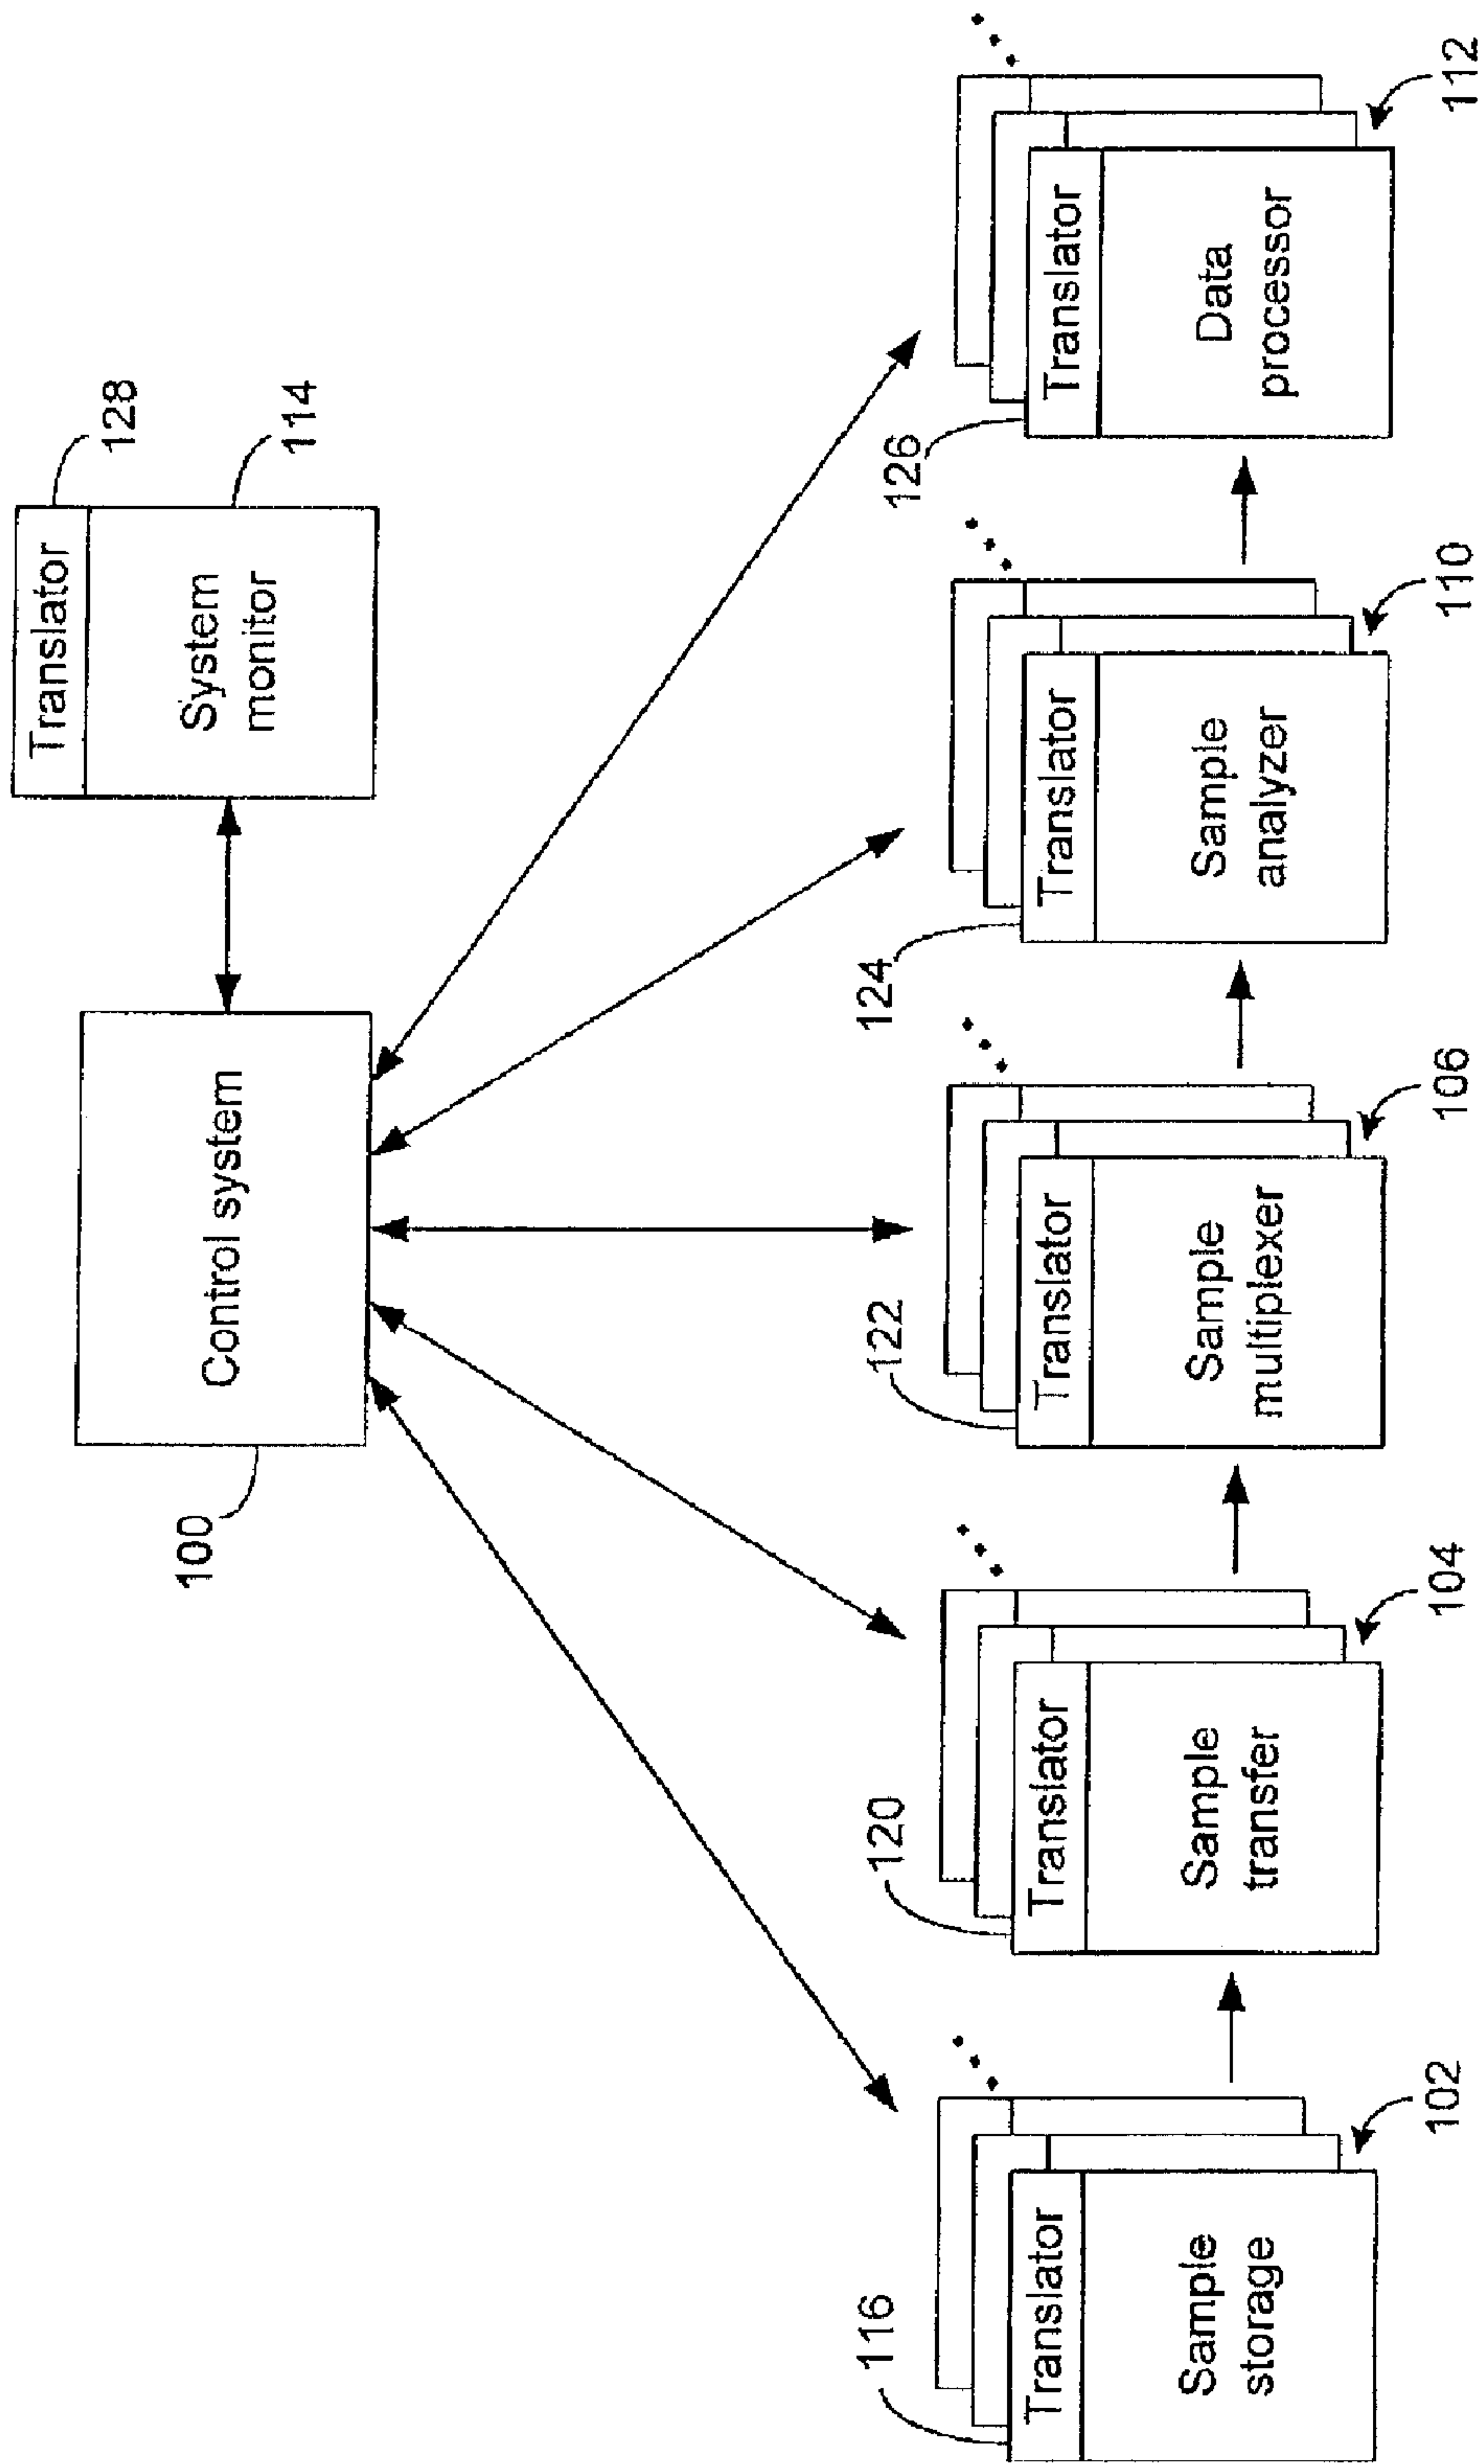 Translator
128
System
monitor
114
Control system
100
116
Translator
Sample
storage
102
120
Translator
Sample
transfer
104
122
Translator
Sample
multiplexer
106
124
Translator
Sample
analyzer
110
126
Translator
Data
processor
112